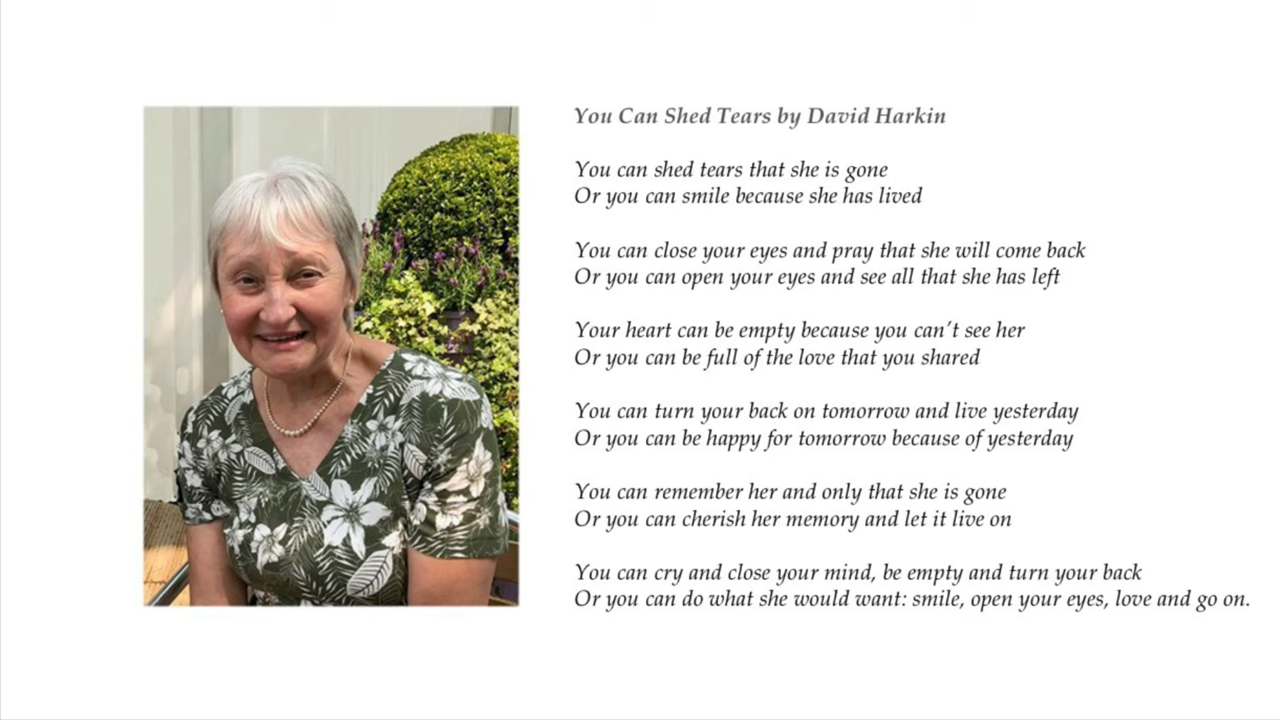 You Can Shed Tears by David Harkin
You can shed tears that she is gone
Or you can smile because she has lived
You can close your eyes and pray that she will come back
Or you can open your eyes and see all that she has left
Your heart can be empty because you can’t see her
Or you can be full of the love that you shared
You can turn your back on tomorrow and live yesterday
Or you can be happy for tomorrow because of yesterday
You can remember her and only that she is gone
Or you can cherish her memory and let it live on
You can cry and close your mind, be empty and turn your back
Or you can do what she would want: smile, open your eyes, love and go on.